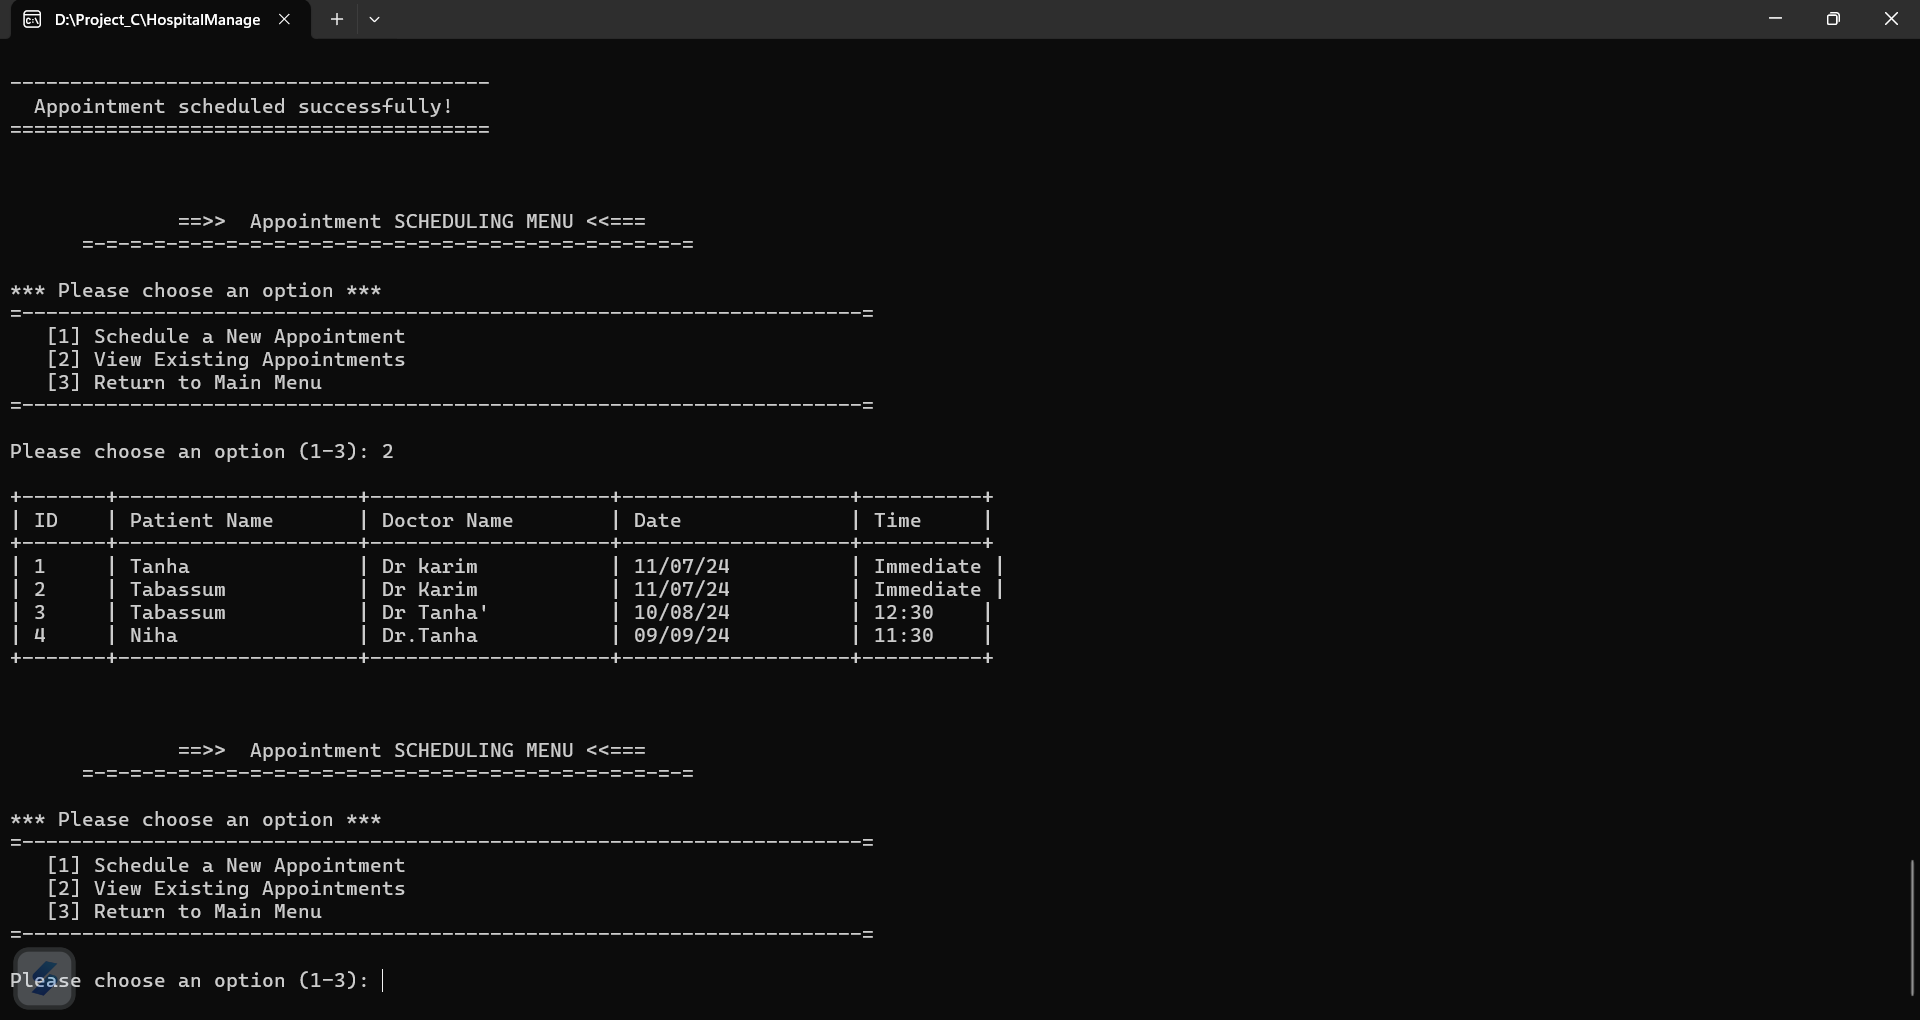 D:\Project_C\HospitalManage
----------------------------------------
  Appointment scheduled successfully!
========================================
              ==>>  Appointment SCHEDULING MENU <<===
      =-=-=-=-=-=-=-=-=-=-=-=-=-=-=-=-=-=-=-=-=-=-=-=-=-=
*** Please choose an option ***
=----------------------------------------------------------------------=
   [1] Schedule a New Appointment
   [2] View Existing Appointments
   [3] Return to Main Menu
=----------------------------------------------------------------------=
Please choose an option (1-3): 2
+-------+--------------------+--------------------+-------------------+----------+
| ID    | Patient Name       | Doctor Name        | Date              | Time     |
+-------+--------------------+--------------------+-------------------+----------+
| 1     | Tanha              | Dr karim           | 11/07/24          | Immediate |
| 2     | Tabassum           | Dr Karim           | 11/07/24          | Immediate |
| 3     | Tabassum           | Dr Tanha'          | 10/08/24          | 12:30    |
| 4     | Niha               | Dr.Tanha           | 09/09/24          | 11:30    |
+-------+--------------------+--------------------+-------------------+----------+
              ==>>  Appointment SCHEDULING MENU <<===
      =-=-=-=-=-=-=-=-=-=-=-=-=-=-=-=-=-=-=-=-=-=-=-=-=-=
*** Please choose an option ***
=----------------------------------------------------------------------=
   [1] Schedule a New Appointment
   [2] View Existing Appointments
   [3] Return to Main Menu
=----------------------------------------------------------------------=
Please choose an option (1-3):